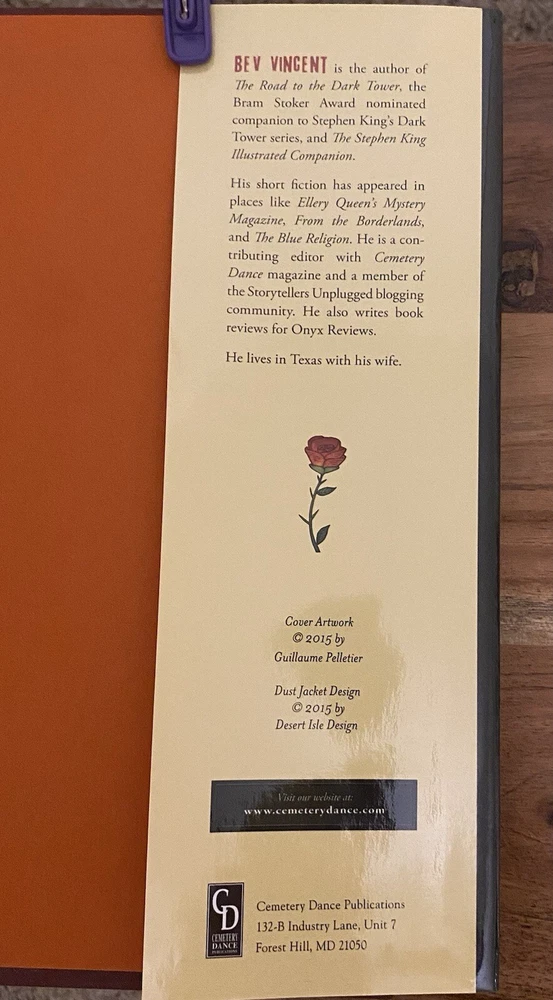 BEV VINCENT is the author of
The Road to the Dark Tower, the
Bram Stoker Award nominated
companion to Stephen King's Dark
Tower series, and The Stephen King
Illustrated Companion.
His short fiction has appeared in
places like Ellery Queen's Mystery
Magazine, From the Borderlands,
and The Blue Religion. He is a con-
tributing editor with Cemetery
Dance magazine and a member of
the Storytellers Unplugged blogging
community. He also writes book
reviews for Onyx Reviews.
He lives in Texas with his wife.
Cover Artwork
© 2015 by
Guillaume Pelletier
Dust Jacket Design
© 2015 by
Desert Isle Design
Visit our website at:
www.cemeterydance.com
CD
CEMETERY
DANCE
PUBLICATIONS
Cemetery Dance Publications
132-B Industry Lane, Unit 7
Forest Hill, MD 21050